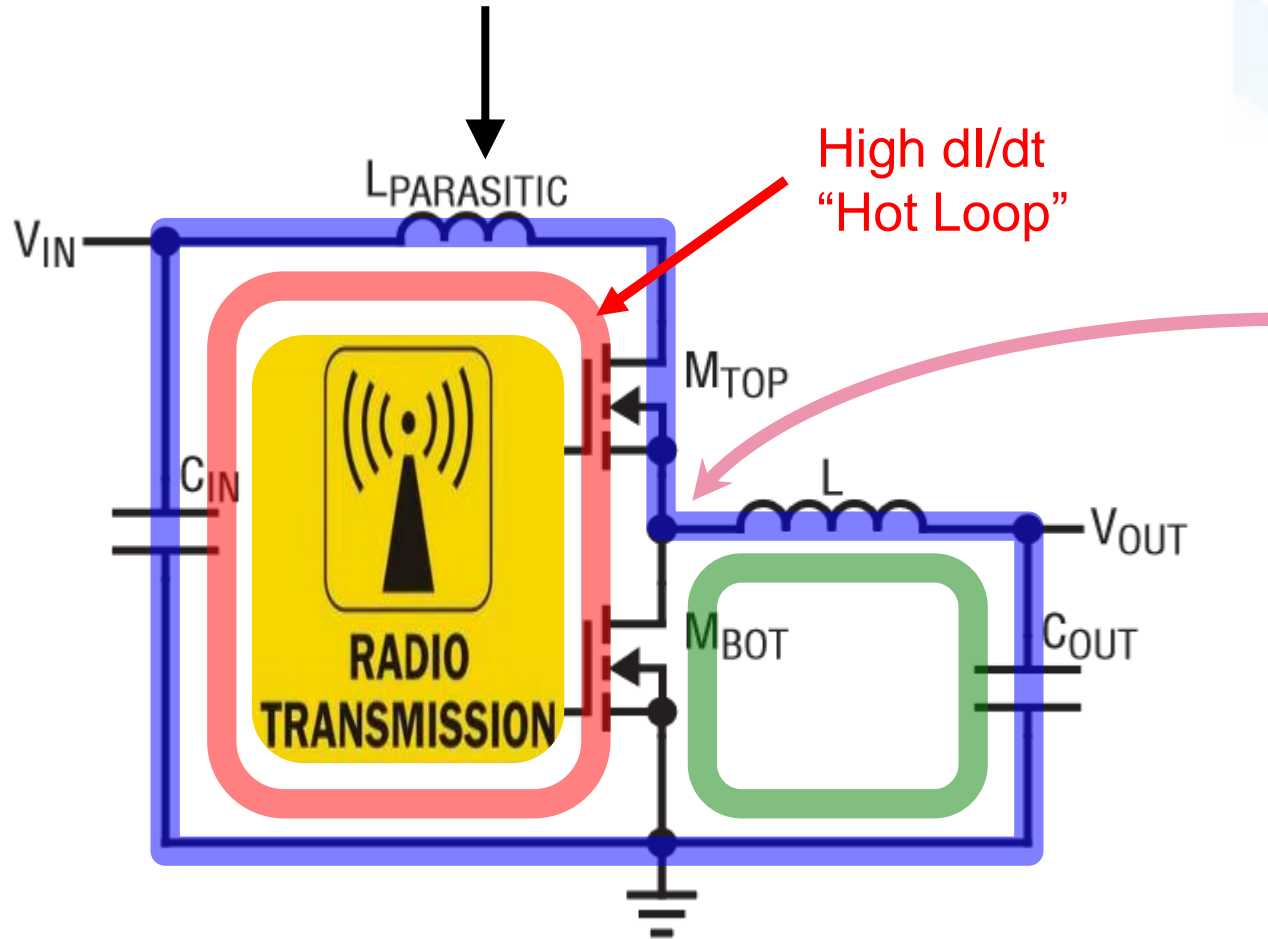 LPARASITIC
High dI/dt
“Hot Loop”
VIN
MTOP
CIN
L
VOUT
MBOT
COUT
RADIO
TRANSMISSION